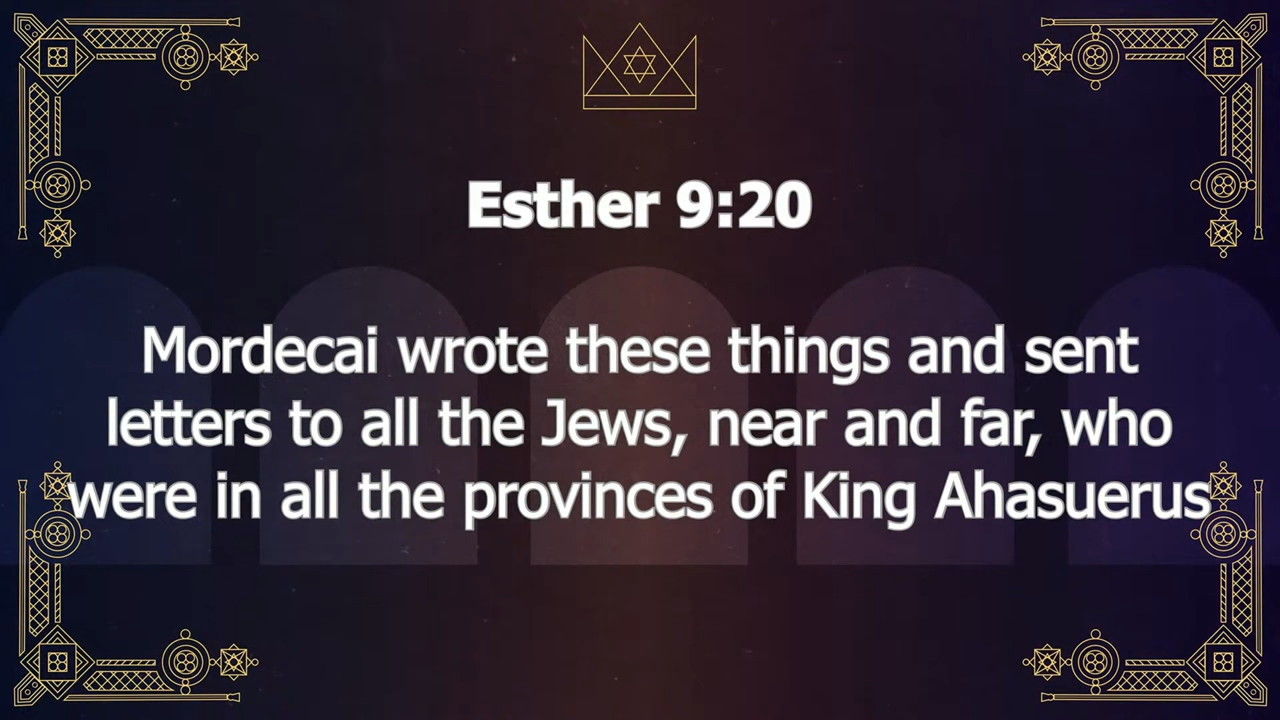 Esther 9:20
Mordecai wrote these things and sent
letters to all the Jews, near and far, who
were in all the provinces of King Ahasuerus